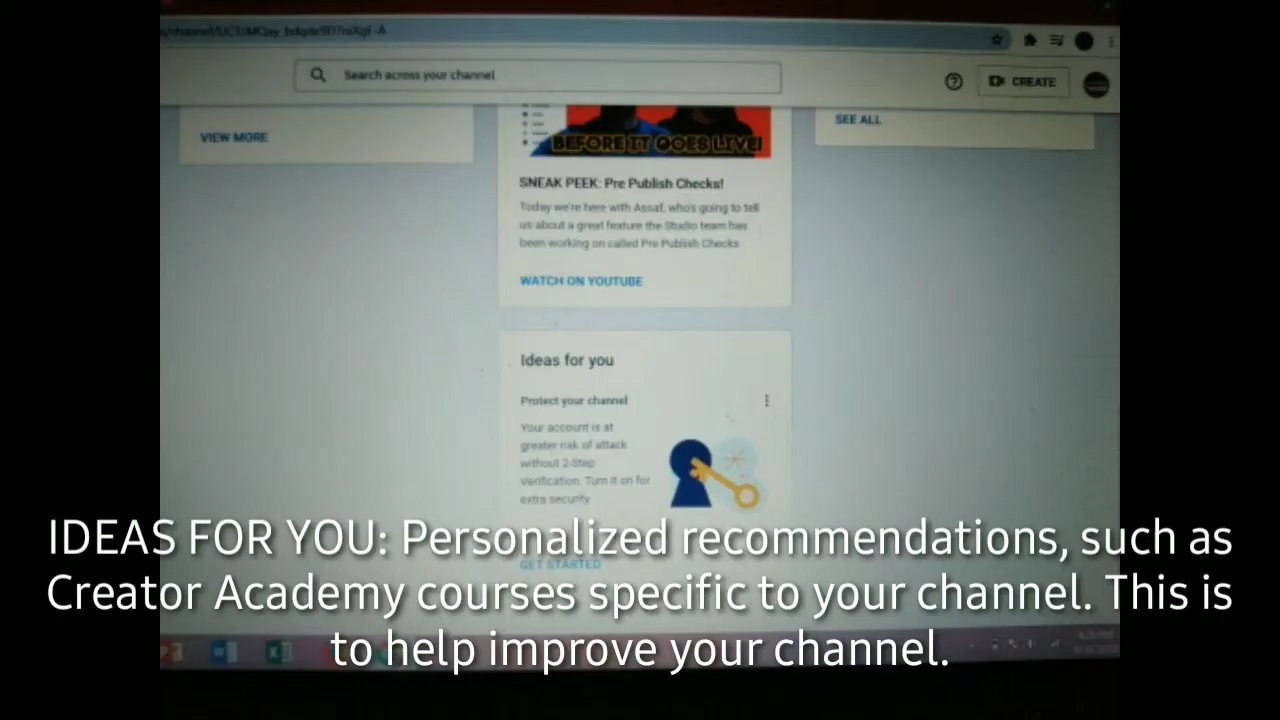 Search across your channel
CREATE
VIEW MORE
BEFORE IT GOES LIVE!
SEE ALL
SNEAK PEEK: Pre Publish Checks!
Today we're here with Assaf, who's going to tell
us about a great feature the Studio team has
been working on called Pre Publish Checks
WATCH ON YOUTUBE
Ideas for you
Protect your channel
Your account is at
greater risk of attack
without 2-Step
verification. Turn it on for
extra security
GET STARTED
IDEAS FOR YOU: Personalized recommendations, such as
Creator Academy courses specific to your channel. This is
to help improve your channel.